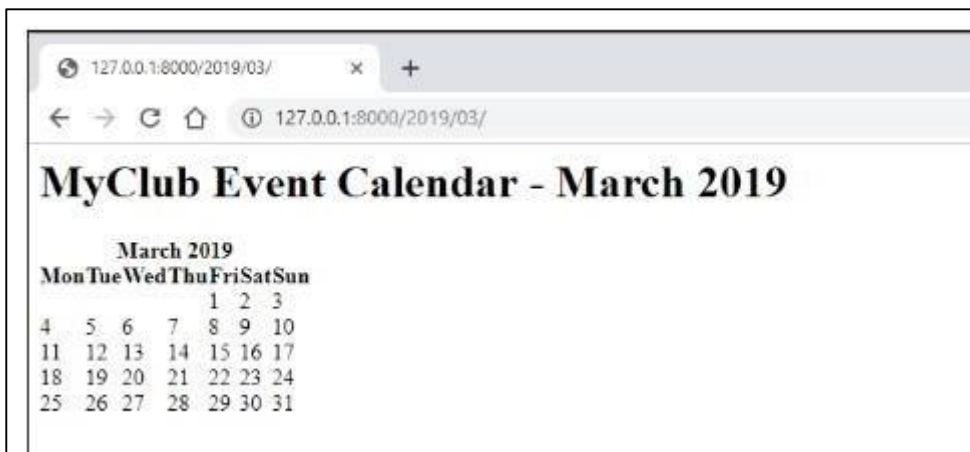 127.0.0.1:8000/2019/03/
127.0.0.1:8000/2019/03/
MyClub Event Calendar - March 2019
March 2019
Mon Tue Wed Thu Fri Sat Sun
1 2 3
4 5 6 7 8 9 10
11 12 13 14 15 16 17
18 19 20 21 22 23 24
25 26 27 28 29 30 31